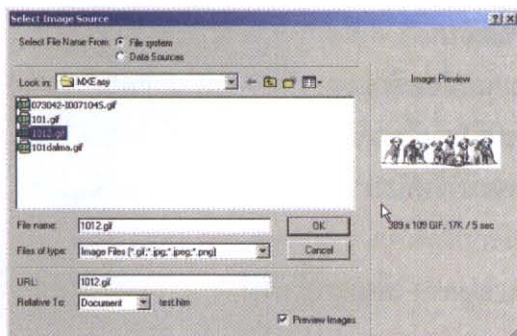 Select Image Source
Select File Name From: File system
Data Sources
Look in: MXEasy
Image Preview
073042-I0071045.gif
101.gif
1012.gif
101dalma.gif
389 x 109 GIF, 17K / 5 sec
File name: 1012.gif OK
Files of type: Image Files (*.gif;*.jpg;*.jpeg;*.png) Cancel
URL: 1012.gif
Relative To: Document test.htm
Preview Images